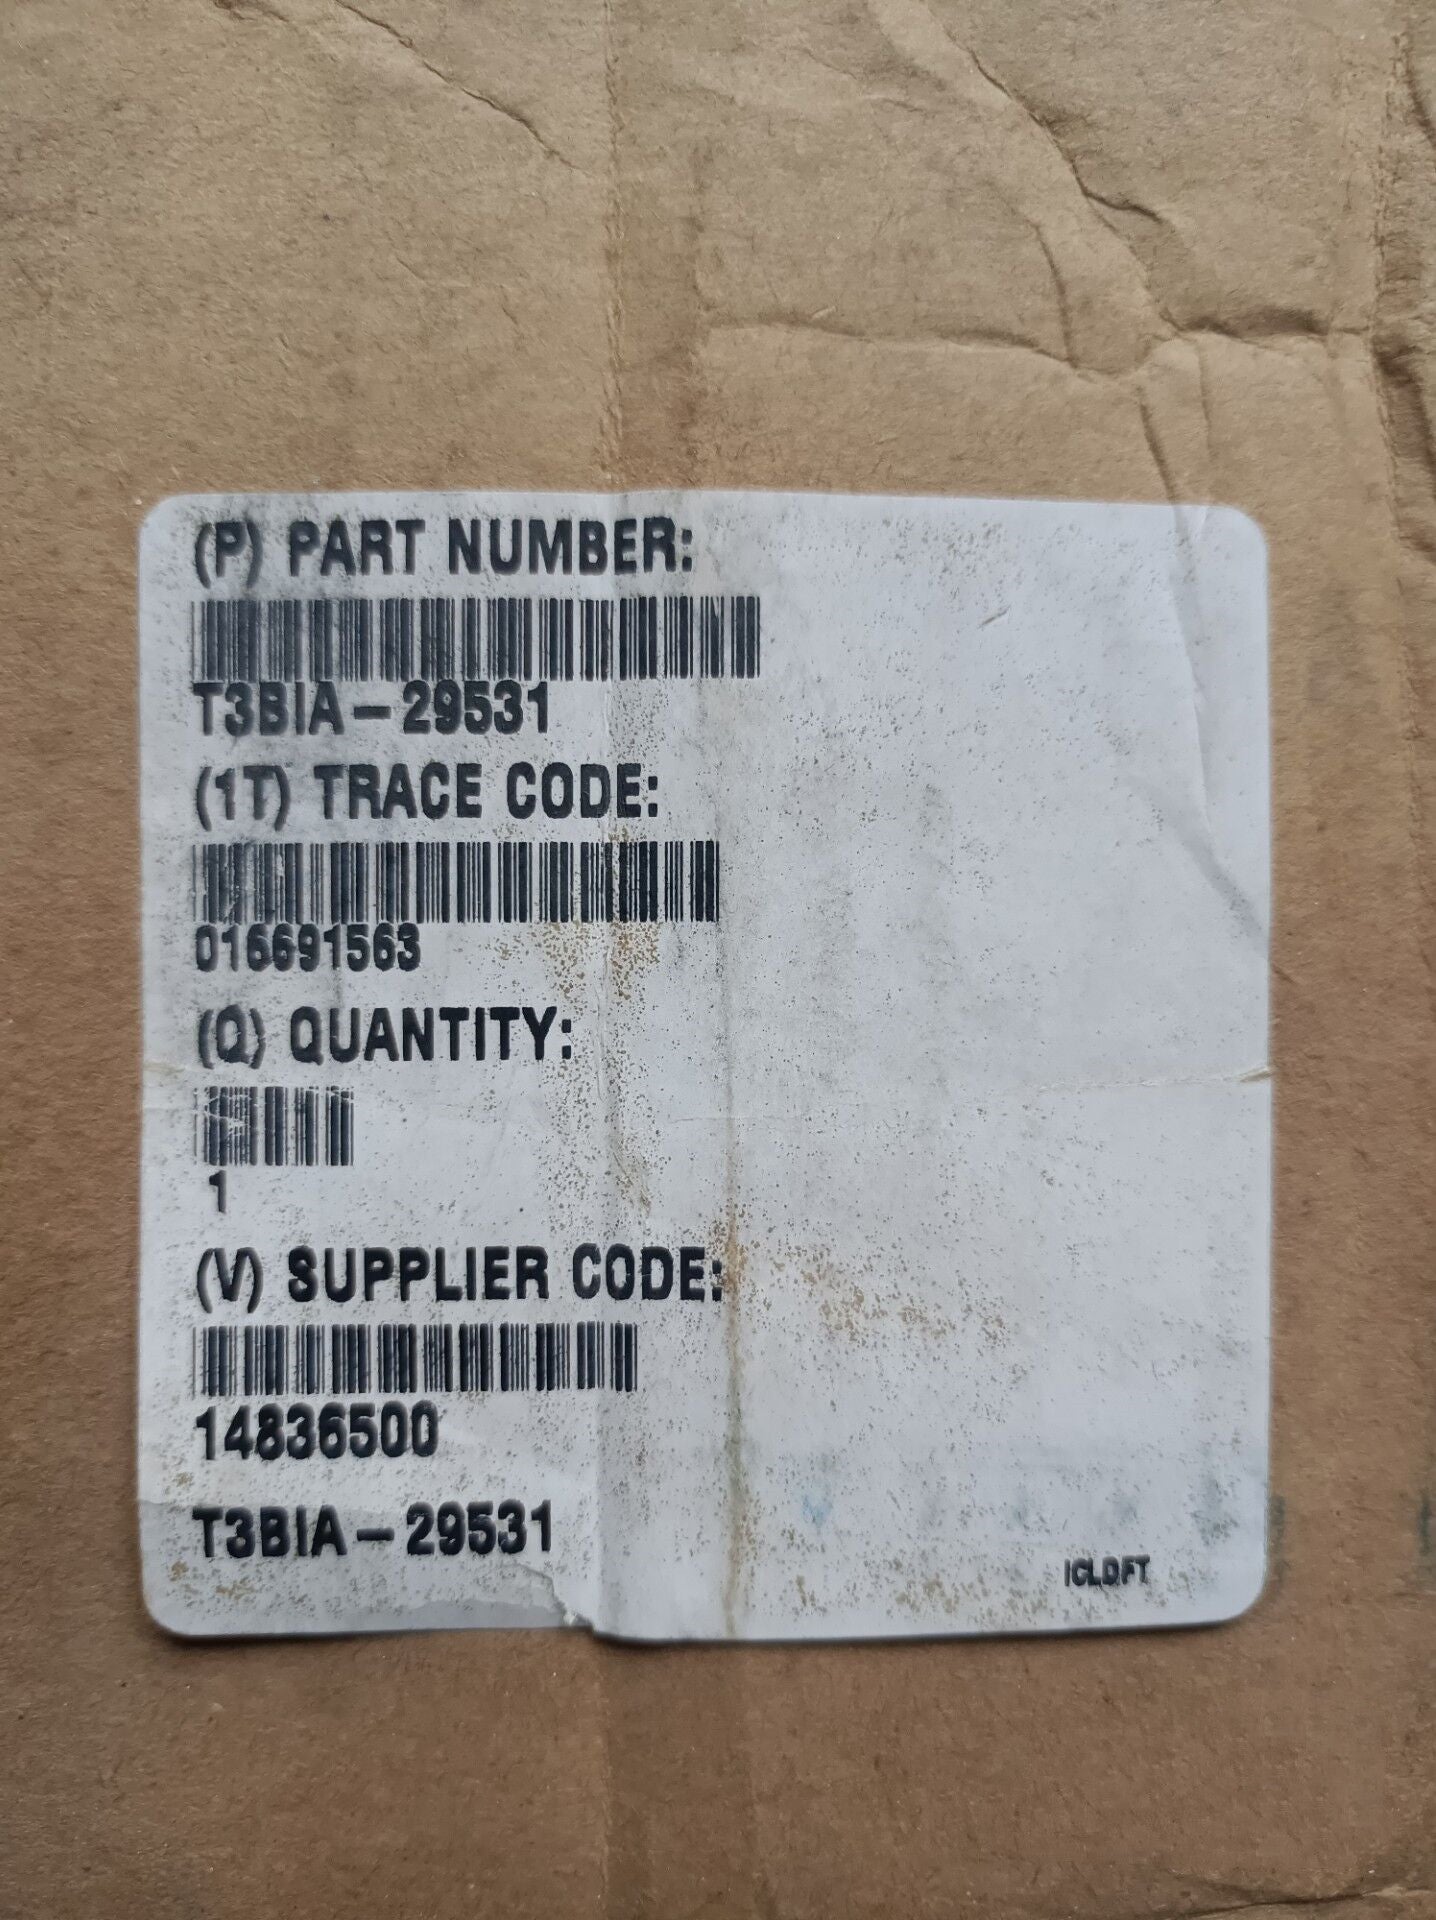 (P) PART NUMBER:
T3BIA-29531
(1T) TRACE CODE:
016691563
(Q) QUANTITY:
1
(V) SUPPLIER CODE:
14836500
T3BIA-29531
ICLDFT